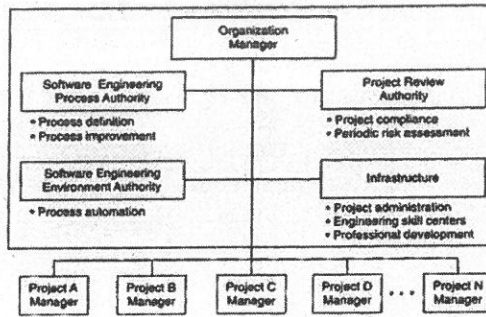 Organization
Manager
Software Engineering
Process Authority
• Process definition
• Process improvement
Project Review
Authority
• Project compliance
• Periodic risk assessment
Software Engineering
Environment Authority
• Process automation
Infrastructure
• Project administration
• Engineering skill centers
• Professional development
Project A
Manager
Project B
Manager
Project C
Manager
Project D
Manager
• • •
Project N
Manager